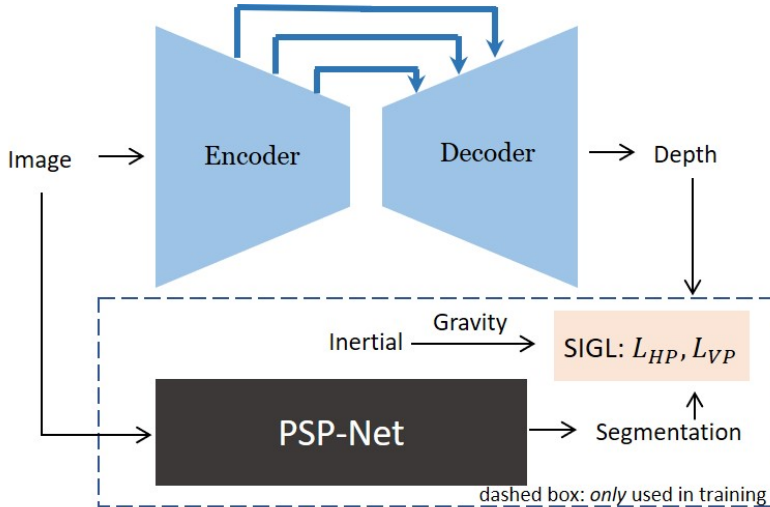 Image
Encoder
Decoder
Depth
Gravity
Inertial
SIGL: L_HP, L_VP
PSP-Net
Segmentation
dashed box: only used in training